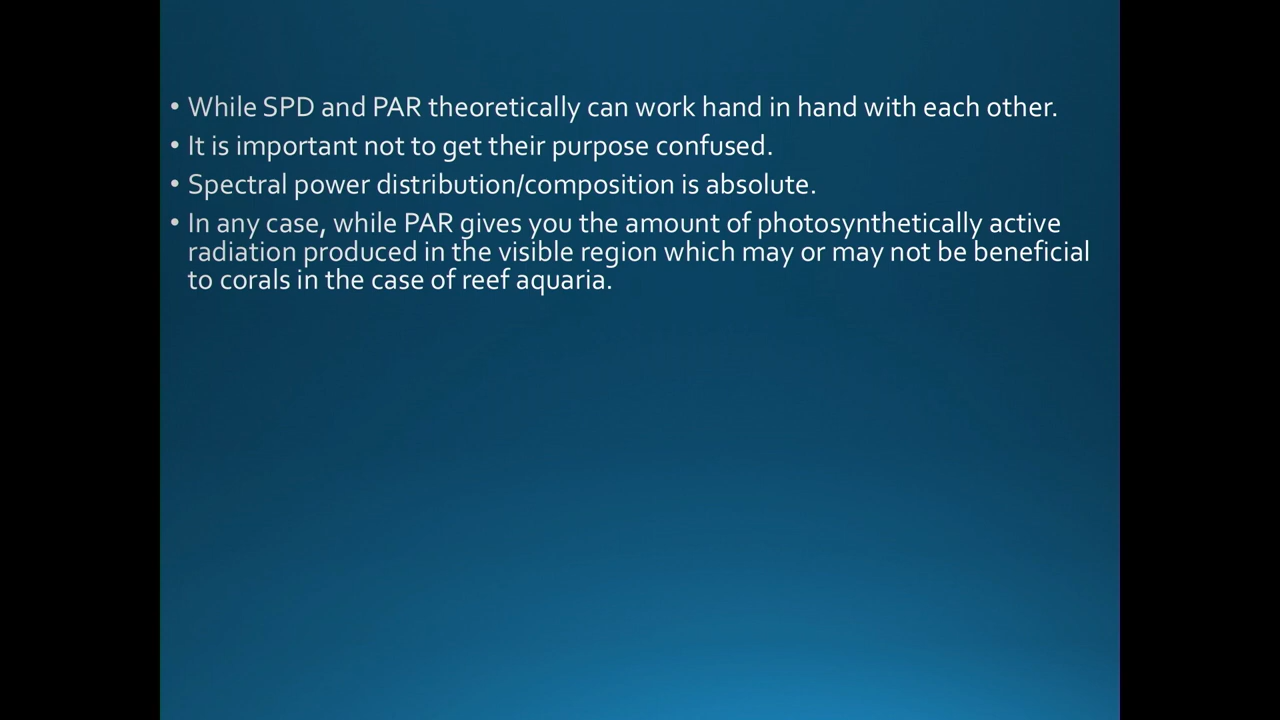 • While SPD and PAR theoretically can work hand in hand with each other.
• It is important not to get their purpose confused.
• Spectral power distribution/composition is absolute.
• In any case, while PAR gives you the amount of photosynthetically active
radiation produced in the visible region which may or may not be beneficial
to corals in the case of reef aquaria.